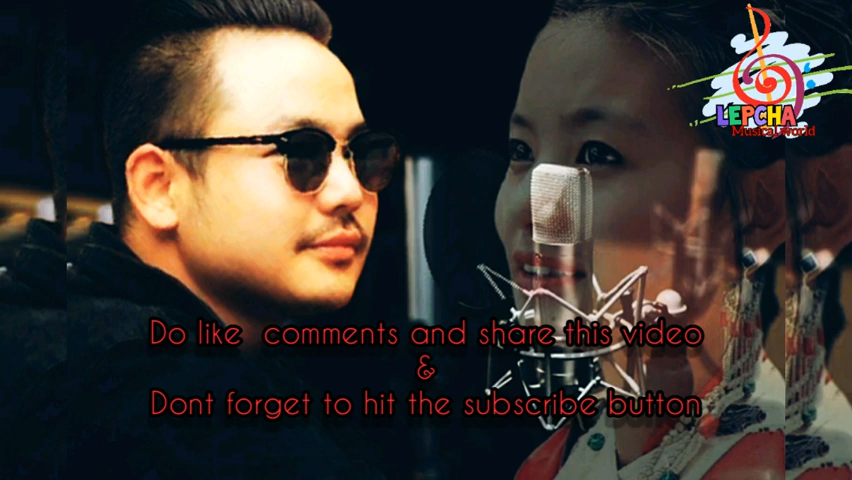 LEPCHA
Musical world
Do like comments and share this video
&
Dont forget to hit the subscribe button